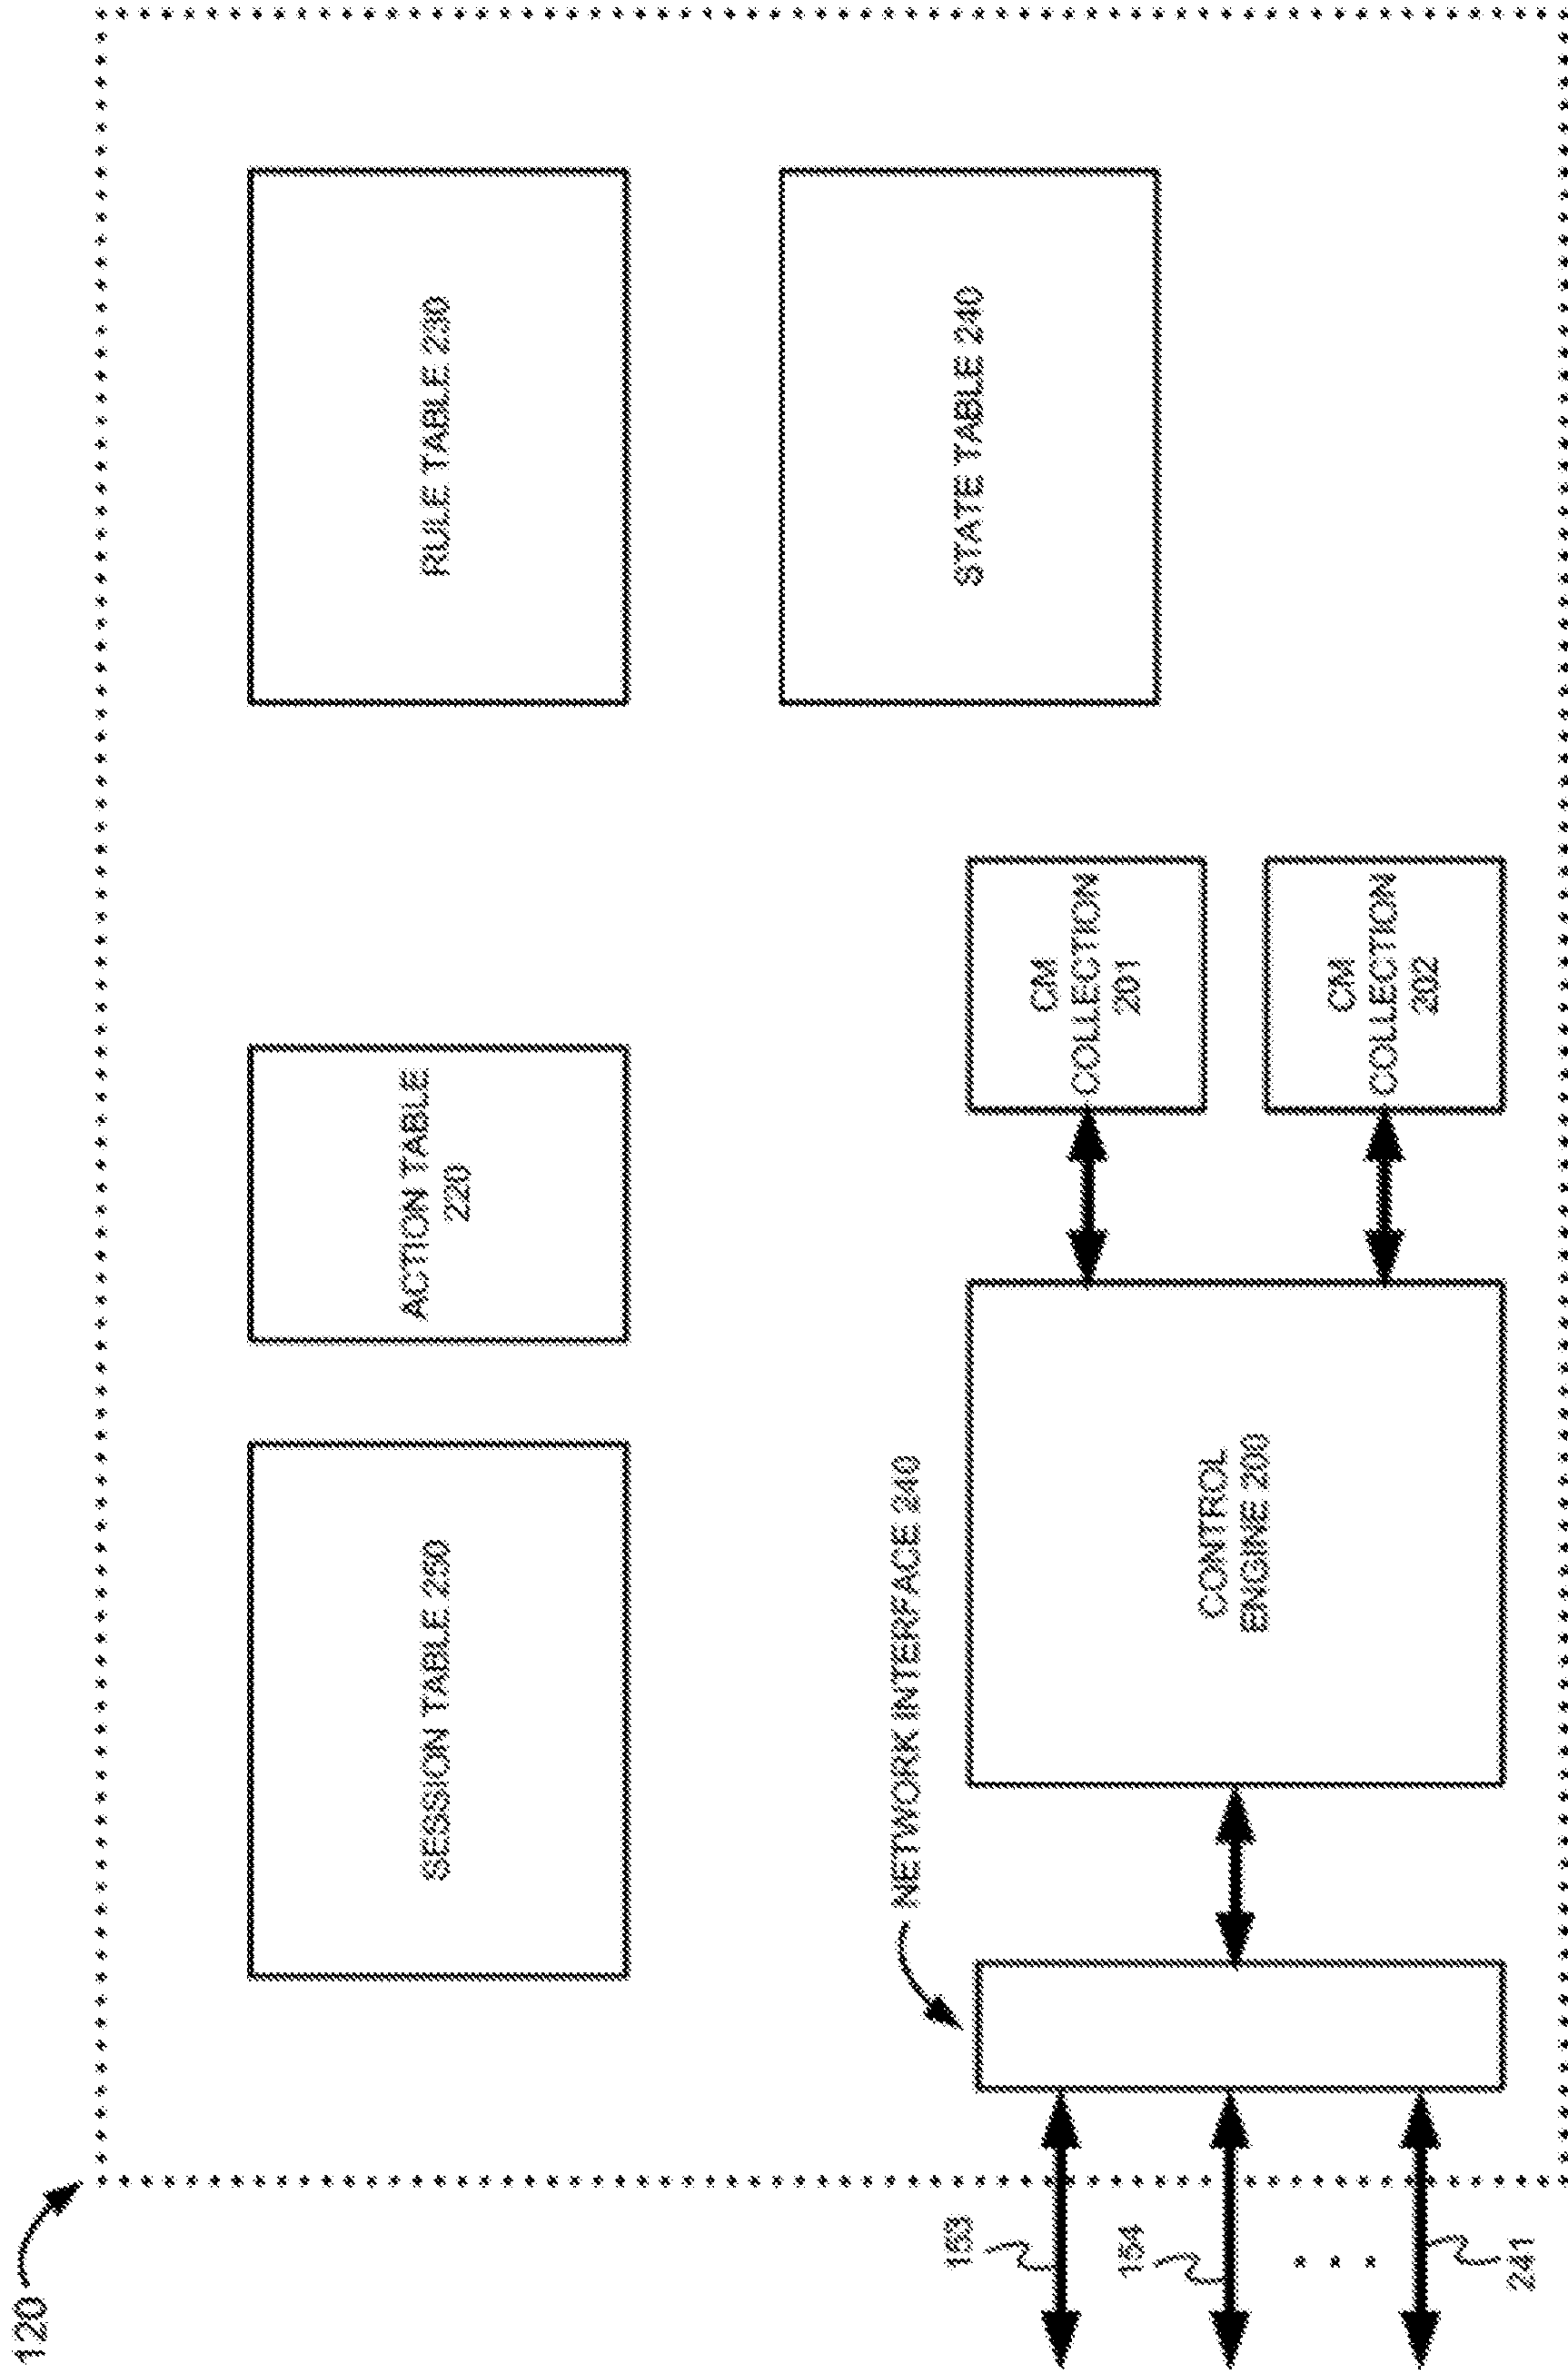 120
SESSION TABLE 250
ACTION TABLE
220
RULE TABLE 230
STATE TABLE 240
NETWORK INTERFACE 240
153
154
. . .
241
CONTROL
ENGINE 200
CM
COLLECTION
201
CM
COLLECTION
202